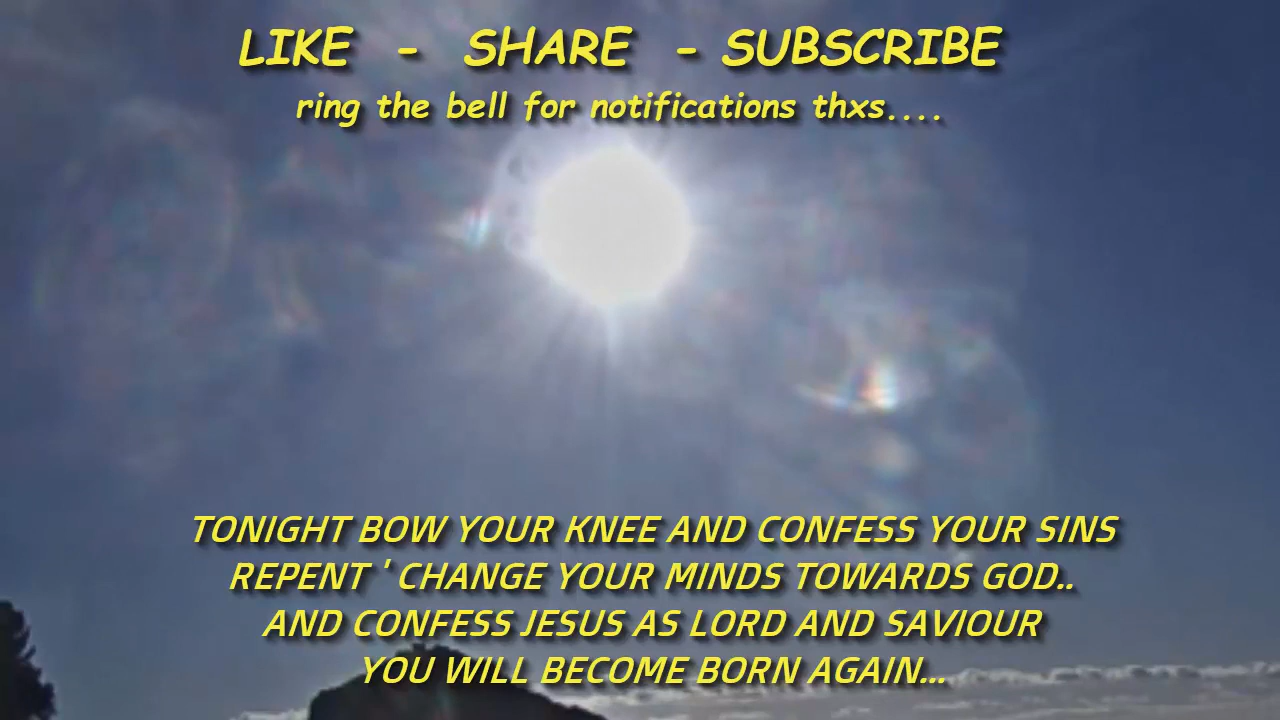 LIKE - SHARE - SUBSCRIBE
ring the bell for notifications thxs....
TONIGHT BOW YOUR KNEE AND CONFESS YOUR SINS
REPENT ' CHANGE YOUR MINDS TOWARDS GOD..
AND CONFESS JESUS AS LORD AND SAVIOUR
YOU WILL BECOME BORN AGAIN...